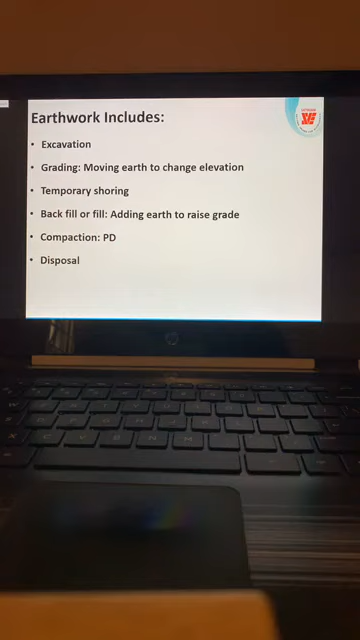 Earthwork Includes:
• Excavation
• Grading: Moving earth to change elevation
• Temporary shoring
• Back fill or fill: Adding earth to raise grade
• Compaction: PD
• Disposal